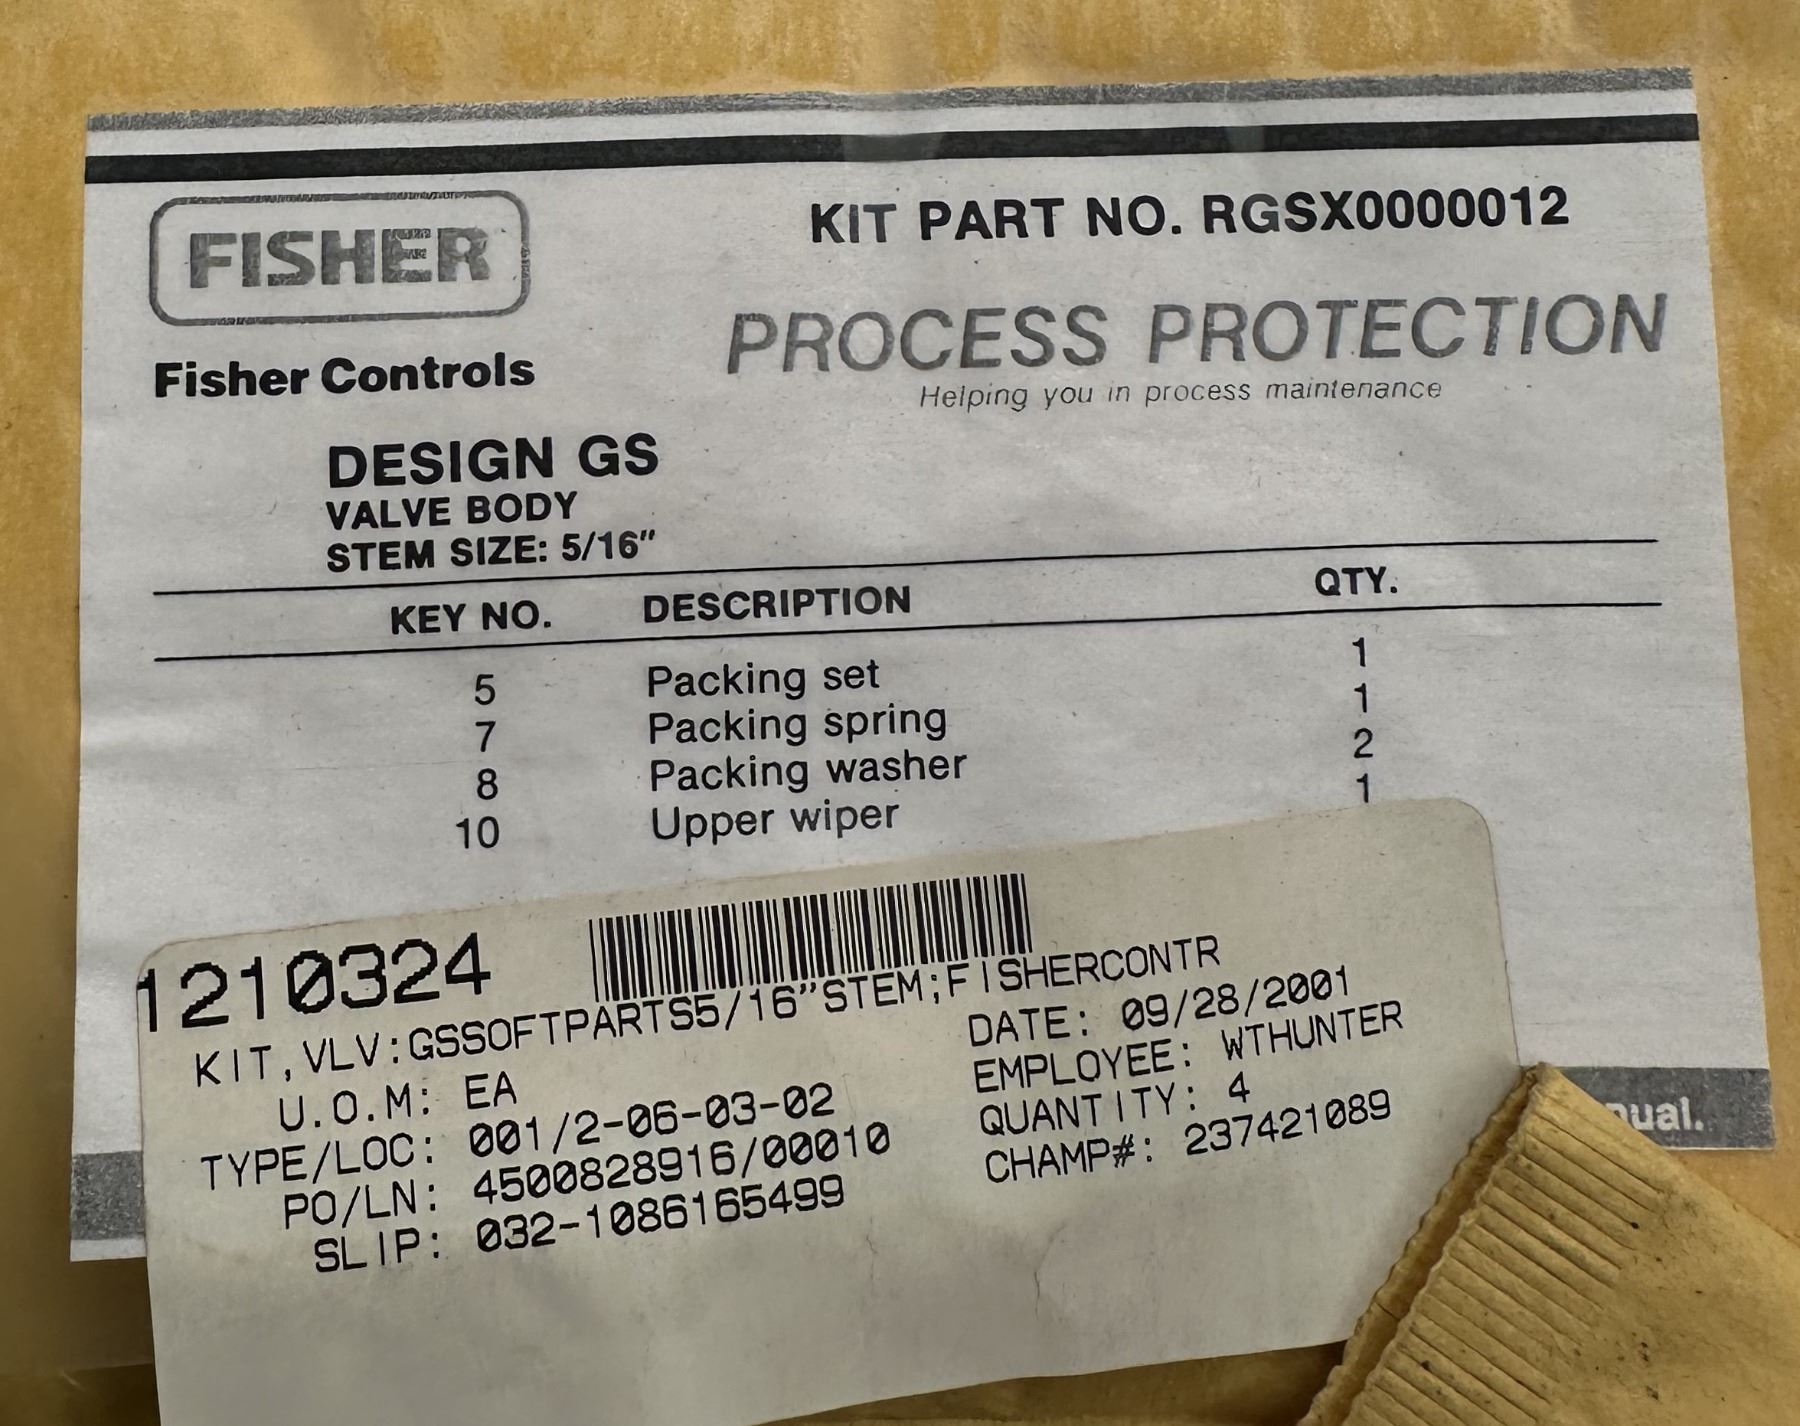 FISHER
KIT PART NO. RGSX0000012
PROCESS PROTECTION
Fisher Controls
Helping you in process maintenance
DESIGN GS
VALVE BODY
STEM SIZE: 5/16"
KEY NO. DESCRIPTION QTY.
5 Packing set 1
7 Packing spring 1
8 Packing washer 2
10 Upper wiper 1
1210324
KIT,VLV:GSSOFTPARTS5/16"STEM;FISHERCONTR
U.O.M: EA DATE: 09/28/2001
TYPE/LOC: 001/2-06-03-02 EMPLOYEE: WTHUNTER
PO/LN: 4500828916/00010 QUANTITY: 4
SLIP: 032-1086165499 CHAMP#: 237421089